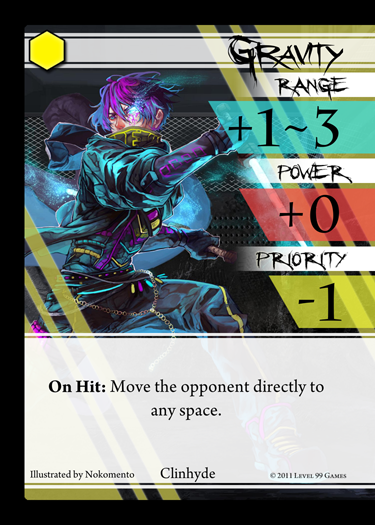 Gravity
Range
+1~3
Power
+0
Priority
-1
On Hit: Move the opponent directly to
any space.
Illustrated by Nokomento
Clinhyde
© 2011 Level 99 Games